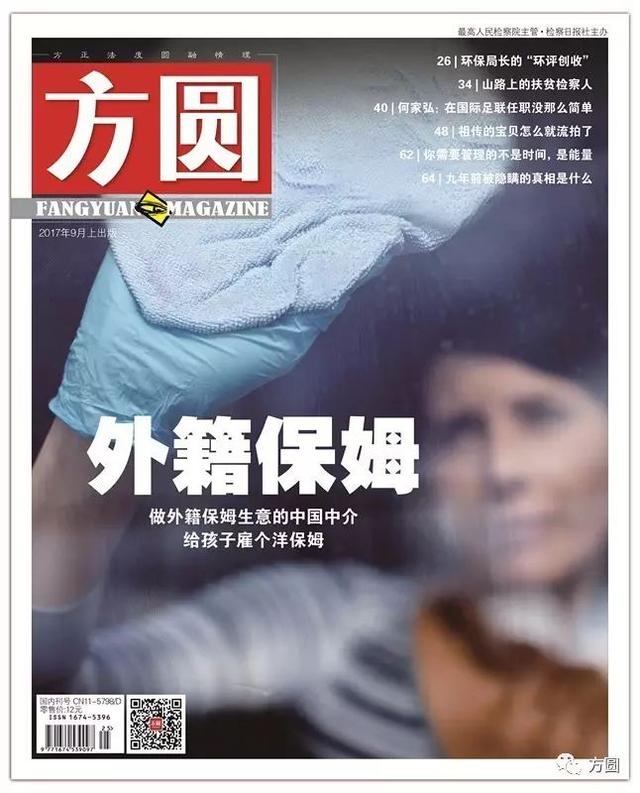 最高人民检察院主管·检察日报社主办
方正法度圆融情理
方圆
FANGYUAN MAGAZINE
2017年9月上出版
26 | 环保局长的“环评创收”
34 | 山路上的扶贫检察人
40 | 何家弘：在国际足联任职没那么简单
48 | 祖传的宝贝怎么就流拍了
62 | 你需要管理的不是时间，是能量
64 | 九年前被隐瞒的真相是什么
外籍保姆
做外籍保姆生意的中国中介
给孩子雇个洋保姆
国内刊号 CN11-5798/D
零售价:12元
ISSN 1674-5396
25
9 771674 539097
方圆